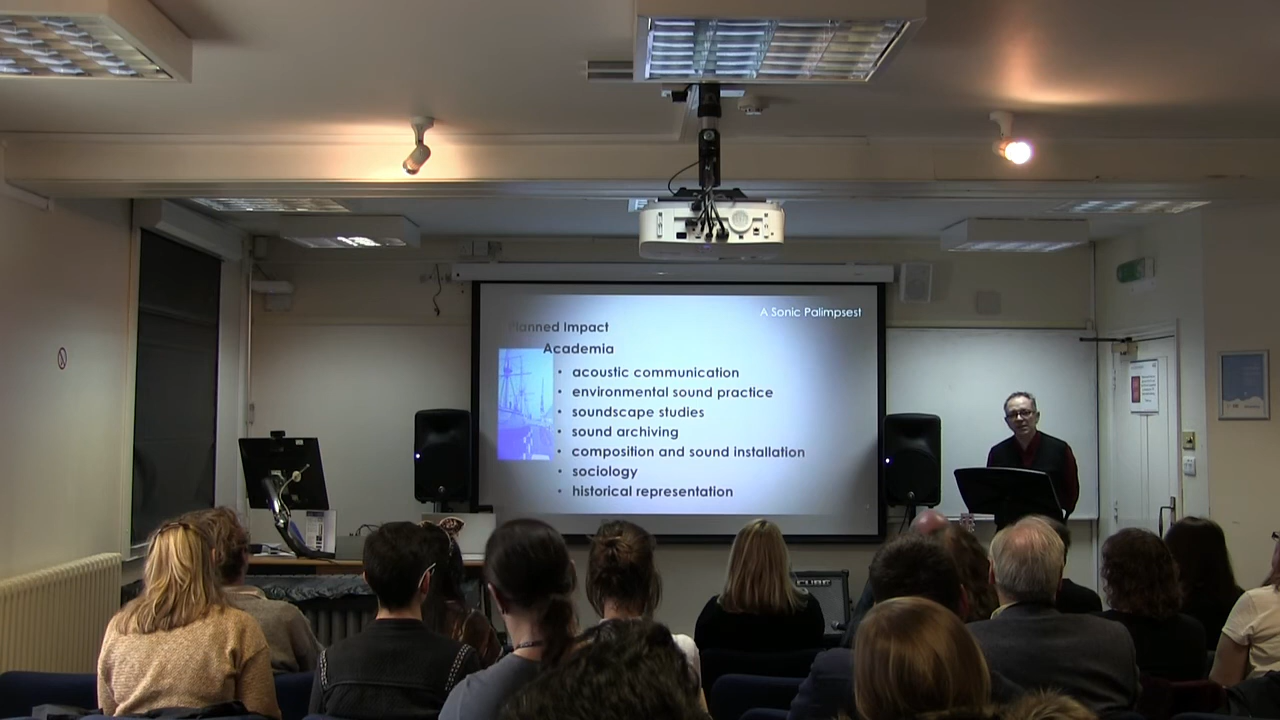 A Sonic Palimpsest
Planned Impact
Academia
• acoustic communication
• environmental sound practice
• soundscape studies
• sound archiving
• composition and sound installation
• sociology
• historical representation
CUBE